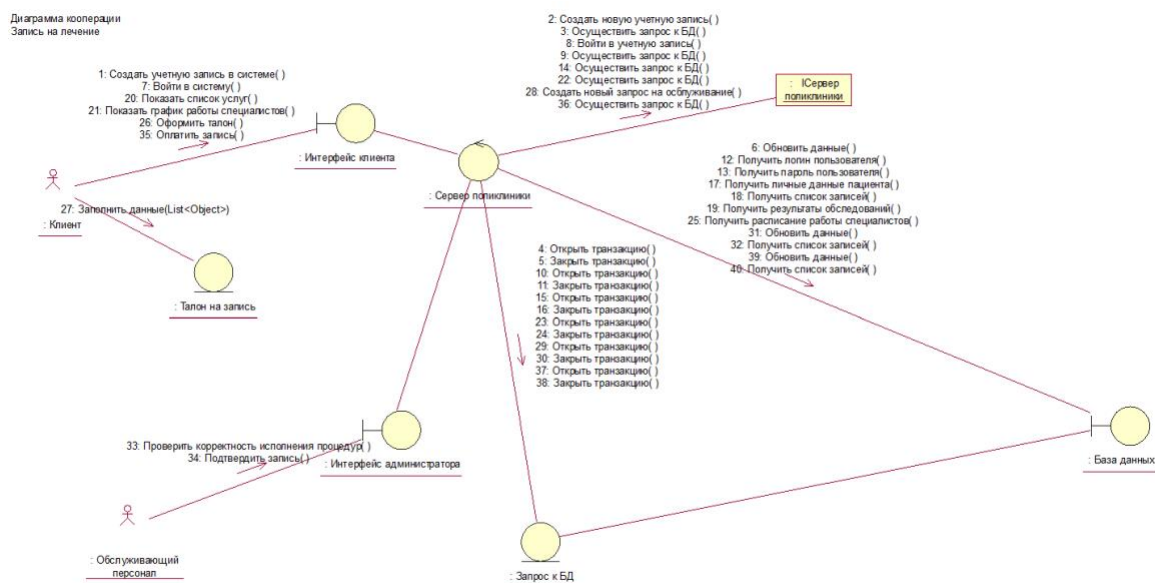 Диаграмма кооперации
Запись на лечение
2: Создать новую учетную запись( )
3: Осуществить запрос к БД( )
8: Войти в учетную запись( )
9: Осуществить запрос к БД( )
14: Осуществить запрос к БД( )
22: Осуществить запрос к БД( )
28: Создать новый запрос на осблуживание( )
36: Осуществить запрос к БД( )
1: Создать учетную запись в системе( )
7: Войти в систему( )
20: Показать список услуг( )
21: Показать график работы специалистов( )
26: Оформить талон( )
35: Оплатить запись( )
: IСервер
поликлиники
: Интерфейс клиента
: Сервер поликлиники
6: Обновить данные( )
12: Получить логин пользователя( )
13: Получить пароль пользователя( )
17: Получить личные данные пациента( )
18: Получить список записей( )
19: Получить результаты обследований( )
25: Получить расписание работы специалистов( )
31: Обновить данные( )
32: Получить список записей( )
39: Обновить данные( )
40: Получить список записей( )
27: Заполнить данные(List<Object>)
: Клиент
: Талон на запись
4: Открыть транзакцию( )
5: Закрыть транзакцию( )
10: Открыть транзакцию( )
11: Закрыть транзакцию( )
15: Открыть транзакцию( )
16: Закрыть транзакцию( )
23: Открыть транзакцию( )
24: Закрыть транзакцию( )
29: Открыть транзакцию( )
30: Закрыть транзакцию( )
37: Открыть транзакцию( )
38: Закрыть транзакцию( )
33: Проверить корректность исполнения процедур( )
34: Подтвердить запись( )
: Интерфейс администратора
: База данных
: Обслуживающий
персонал
: Запрос к БД